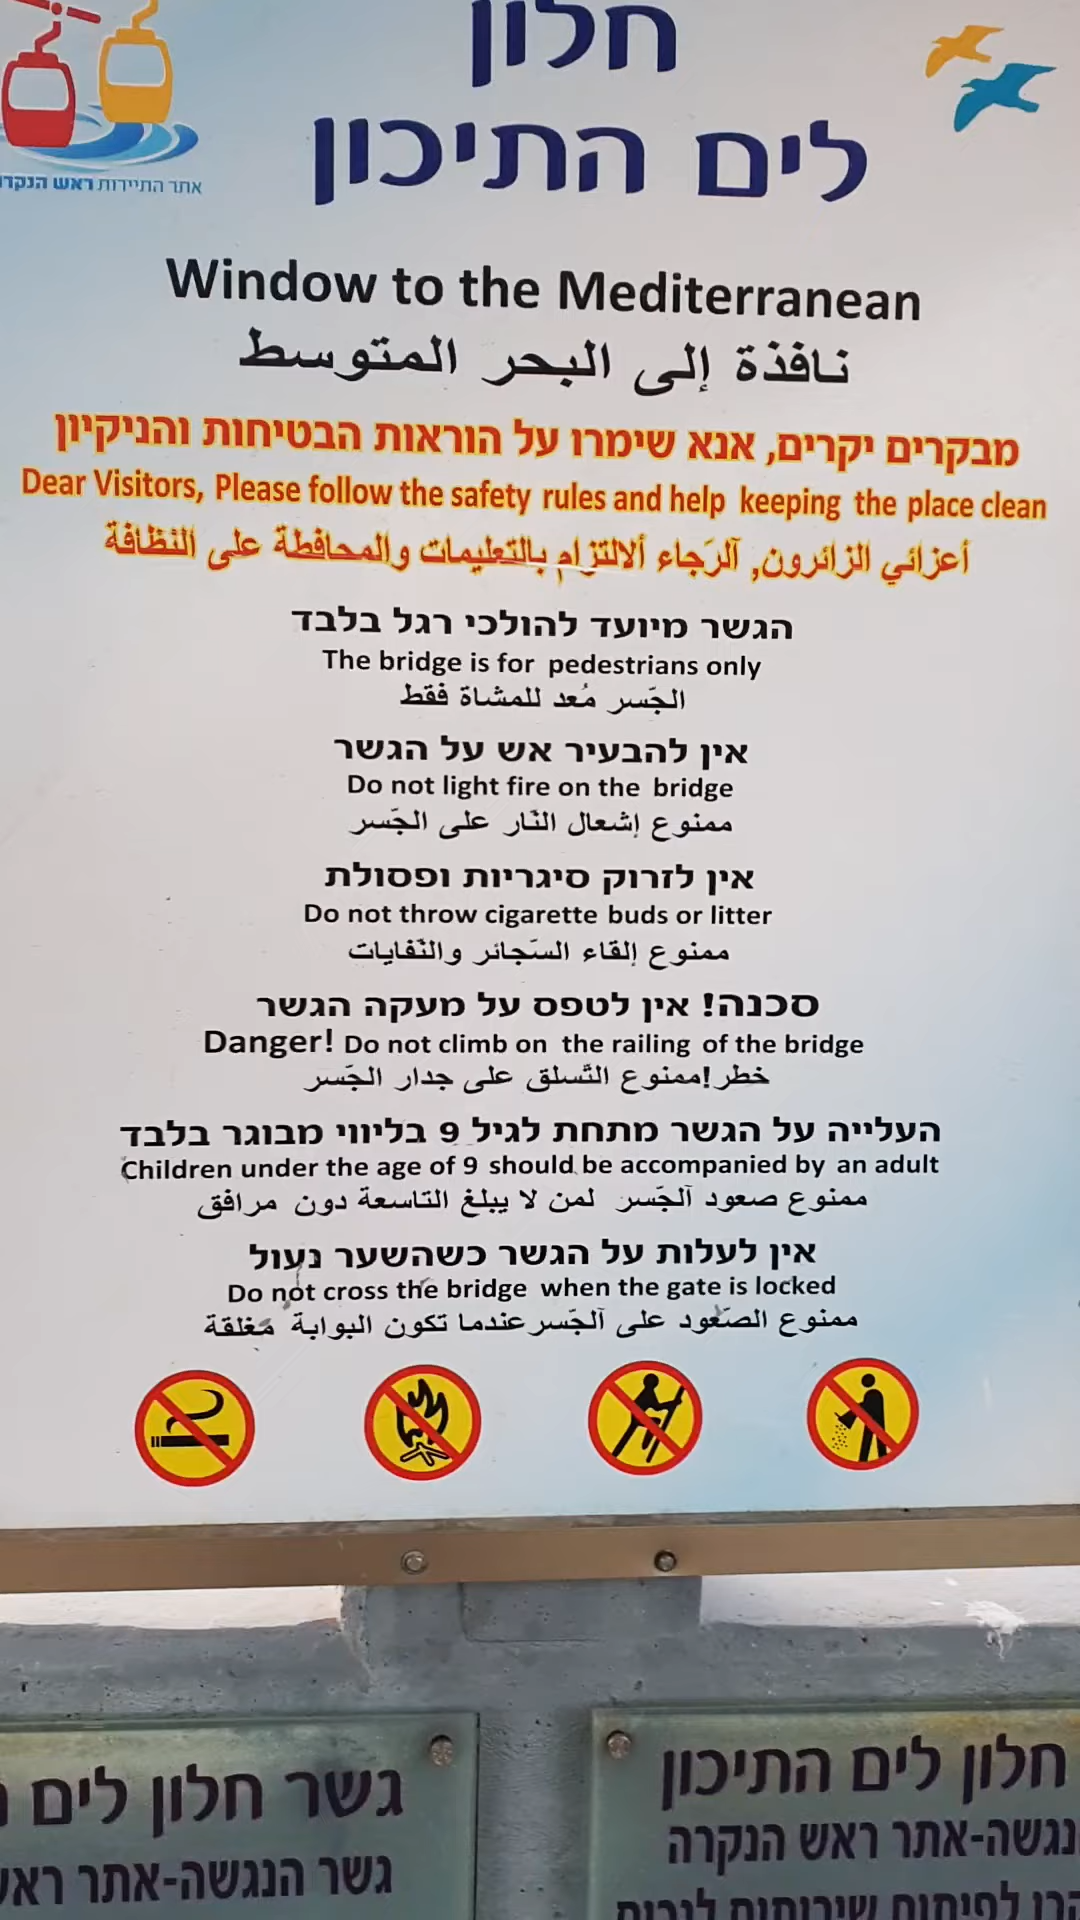 חלון
לים התיכון
אתר התיירות ראש הנקרה
Window to the Mediterranean
نافذة إلى البحر المتوسط
מבקרים יקרים, אנא שימרו על הוראות הבטיחות והניקיון
Dear Visitors, Please follow the safety rules and help keeping the place clean
أعزائي الزائرون, آلرَجاء ألالتزام بالتعليمات والمحافطة على النظافة
הגשר מיועד להולכי רגל בלבד
The bridge is for pedestrians only
الجّسر مُعد للمشاة فقط
אין להבעיר אש על הגשר
Do not light fire on the bridge
ممنوع إشعال النّار على الجّسر
אין לזרוק סיגריות ופסולת
Do not throw cigarette buds or litter
ممنوع إلقاء السّجائر والنّفايات
סכנה! אין לטפס על מעקה הגשר
Danger! Do not climb on the railing of the bridge
خطر!ممنوع التّسلق على جدار الجّسر
העלייה על הגשר מתחת לגיל 9 בליווי מבוגר בלבד
Children under the age of 9 should be accompanied by an adult
ممنوع صعود آلجّسر لمن لا يبلغ التاسعة دون مرافق
אין לעלות על הגשר כשהשער נעול
Do not cross the bridge when the gate is locked
ممنوع الصّعود على آلجّسر عندما تكون البوابة مغلقة
גשר חלון לים
גשר הנגשה-אתר ראש
חלון לים התיכון
נגשה-אתר ראש הנקרה